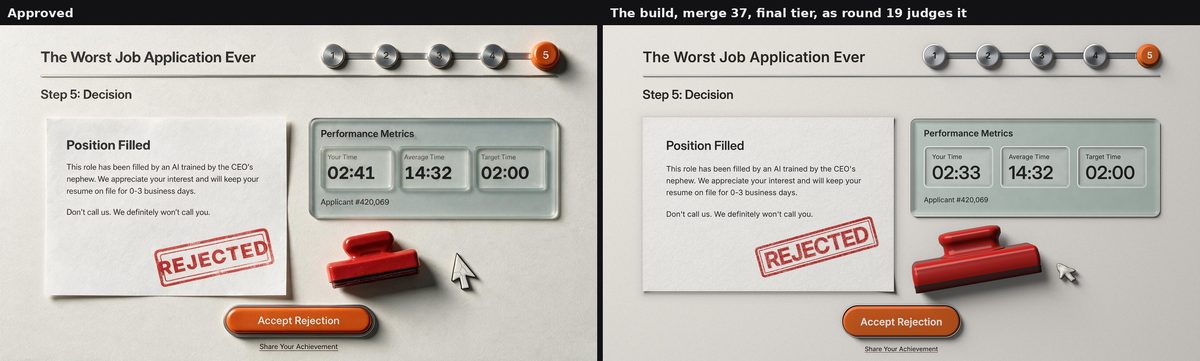 Approved
The Worst Job Application Ever
1 2 3 4 5
Step 5: Decision
Position Filled
This role has been filled by an AI trained by the CEO's
nephew. We appreciate your interest and will keep your
resume on file for 0-3 business days.
Don't call us. We definitely won't call you.
REJECTED
Performance Metrics
Your Time Average Time Target Time
02:41 14:32 02:00
Applicant #420,069
Accept Rejection
Share Your Achievement
The build, merge 37, final tier, as round 19 judges it
The Worst Job Application Ever
1 2 3 4 5
Step 5: Decision
Position Filled
This role has been filled by an AI trained by the CEO's
nephew. We appreciate your interest and will keep your
resume on file for 0-3 business days.
Don't call us. We definitely won't call you.
REJECTED
Performance Metrics
Your Time Average Time Target Time
02:33 14:32 02:00
Applicant #420,069
Accept Rejection
Share Your Achievement